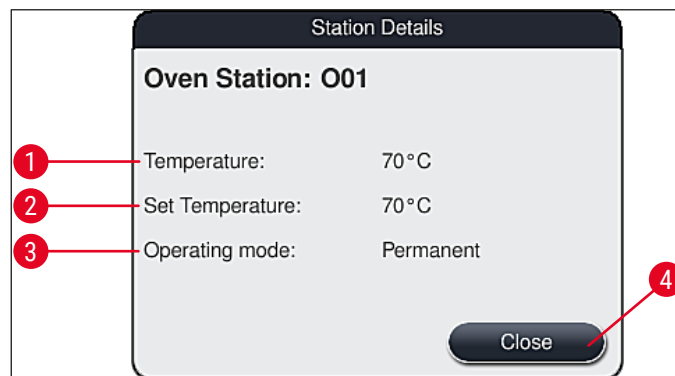 Station Details
Oven Station: O01
1 Temperature: 70°C
2 Set Temperature: 70°C
3 Operating mode: Permanent
4
Close